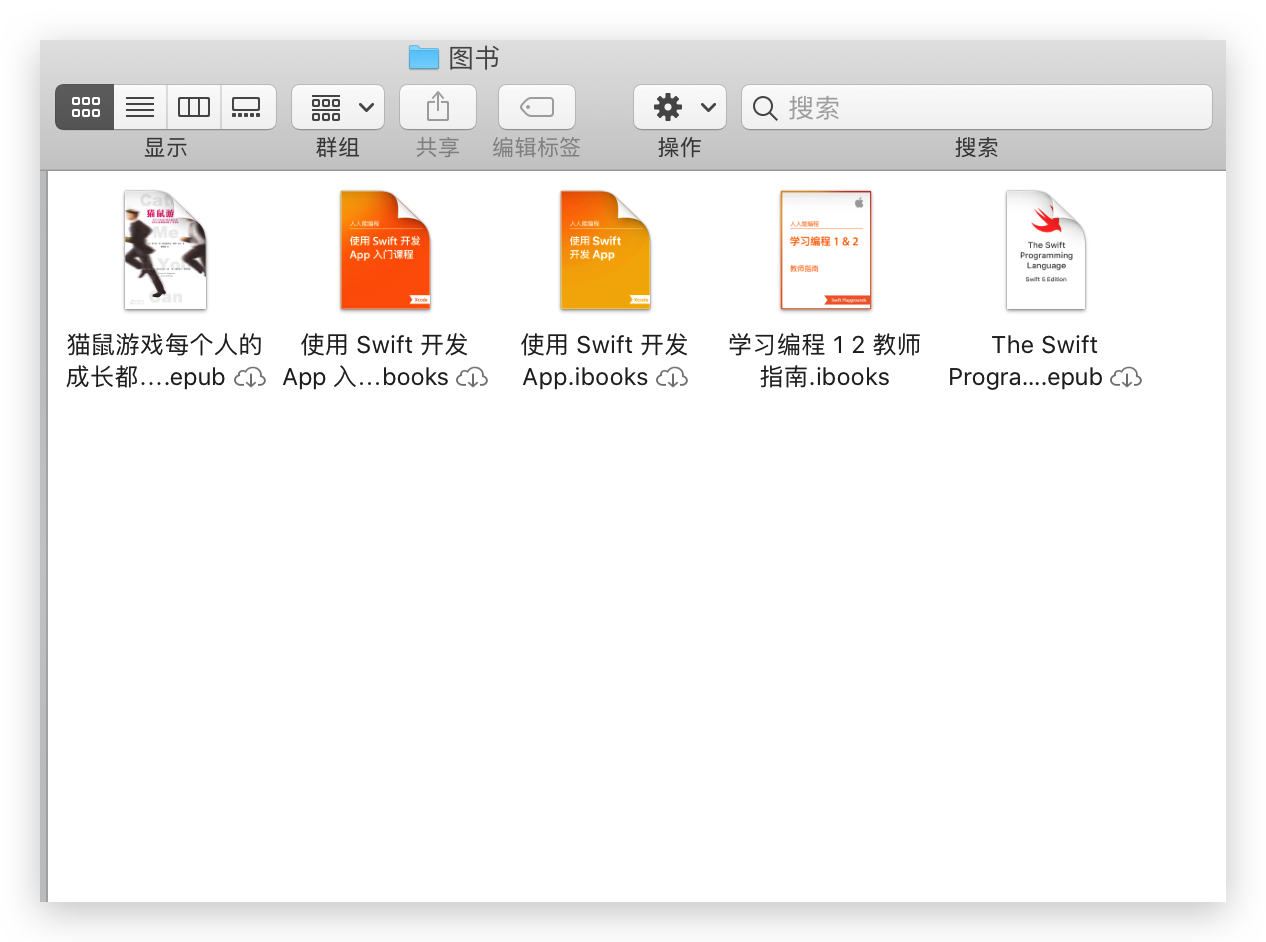 图书
搜索
显示
群组
共享
编辑标签
操作
搜索
Cat
猫鼠游
Me
You
Can
人人能编程
使用 Swift 开发
App 入门课程
Xcode
人人能编程
使用 Swift
开发 App
Xcode
人人能编程
学习编程 1 & 2
教师指南
Swift Playgrounds
The Swift
Programming
Language
Swift 5 Edition
猫鼠游戏每个人的
成长都....epub
使用 Swift 开发
App 入...books
使用 Swift 开发
App.ibooks
学习编程 1 2 教师
指南.ibooks
The Swift
Progra....epub